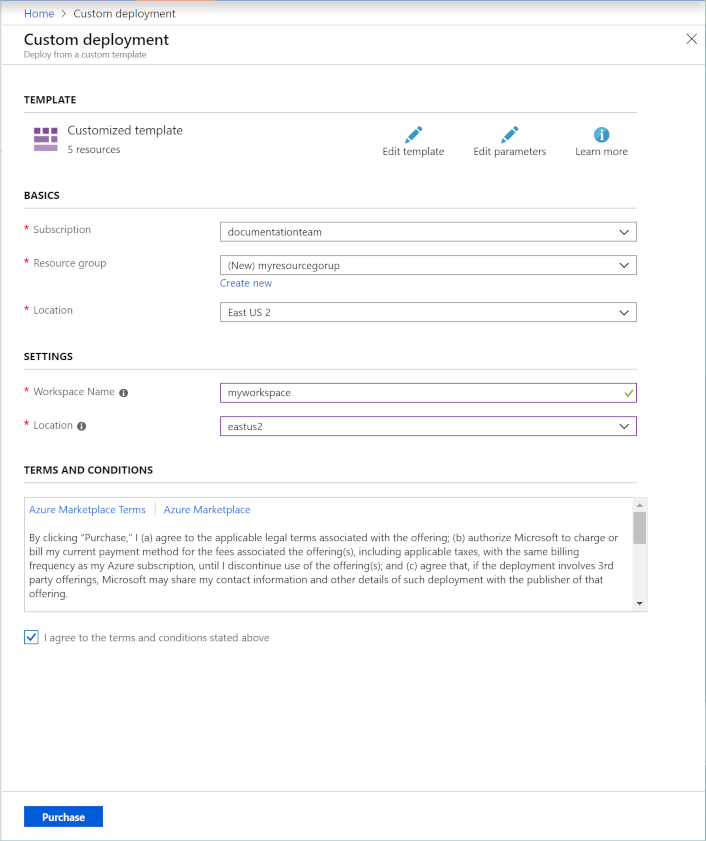 Home > Custom deployment
Custom deployment
Deploy from a custom template
TEMPLATE
Customized template
5 resources
Edit template
Edit parameters
Learn more
BASICS
* Subscription
documentationteam
* Resource group
(New) myresourcegorup
Create new
* Location
East US 2
SETTINGS
* Workspace Name
myworkspace
* Location
eastus2
TERMS AND CONDITIONS
Azure Marketplace Terms | Azure Marketplace
By clicking "Purchase," I (a) agree to the applicable legal terms associated with the offering; (b) authorize Microsoft to charge or
bill my current payment method for the fees associated the offering(s), including applicable taxes, with the same billing
frequency as my Azure subscription, until I discontinue use of the offering(s); and (c) agree that, if the deployment involves 3rd
party offerings, Microsoft may share my contact information and other details of such deployment with the publisher of that
offering.
I agree to the terms and conditions stated above
Purchase